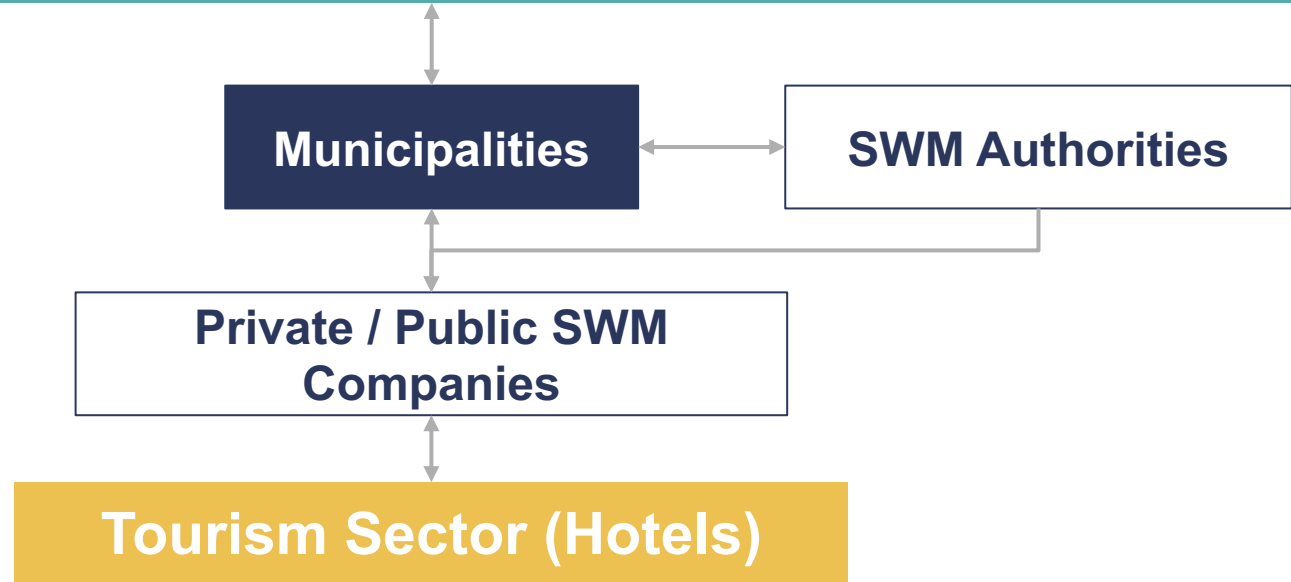 Municipalities
SWM Authorities
Private / Public SWM
Companies
Tourism Sector (Hotels)